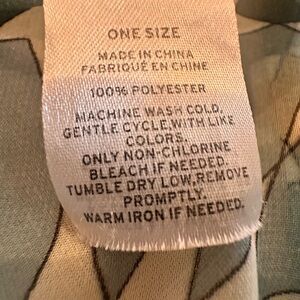 ONE SIZE
MADE IN CHINA
FABRIQUÉ EN CHINE
100% POLYESTER
MACHINE WASH COLD,
GENTLE CYCLE,WITH LIKE
COLORS.
ONLY NON-CHLORINE
BLEACH IF NEEDED.
TUMBLE DRY LOW,REMOVE
PROMPTLY.
WARM IRON IF NEEDED.